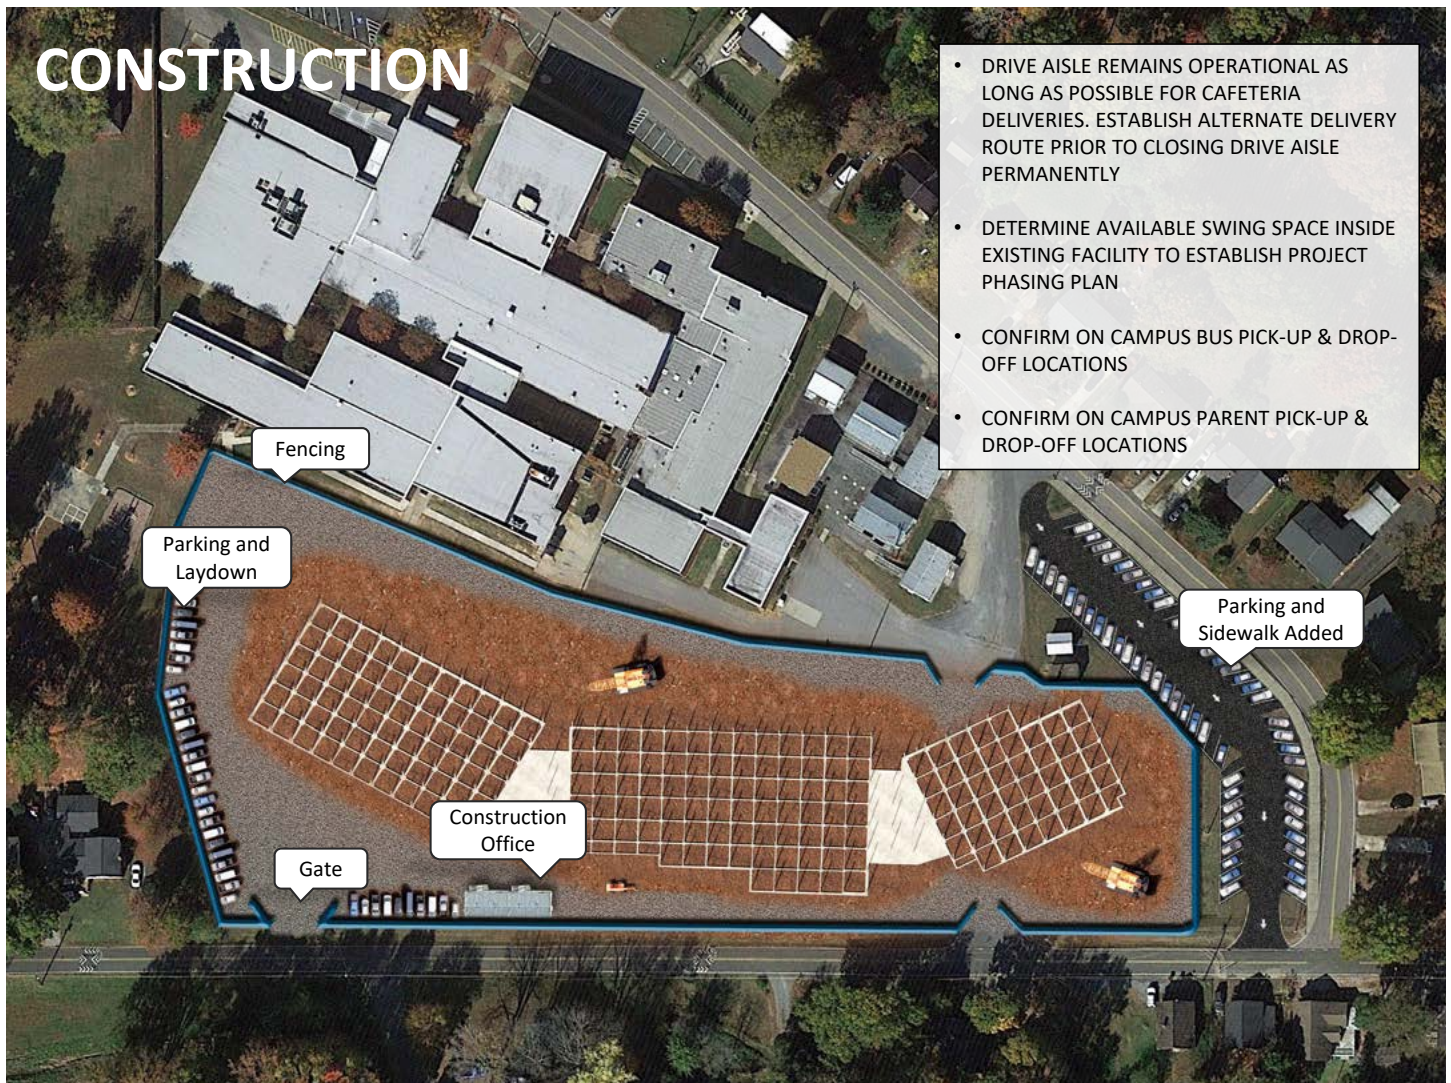 CONSTRUCTION
• DRIVE AISLE REMAINS OPERATIONAL AS
LONG AS POSSIBLE FOR CAFETERIA
DELIVERIES. ESTABLISH ALTERNATE DELIVERY
ROUTE PRIOR TO CLOSING DRIVE AISLE
PERMANENTLY
• DETERMINE AVAILABLE SWING SPACE INSIDE
EXISTING FACILITY TO ESTABLISH PROJECT
PHASING PLAN
• CONFIRM ON CAMPUS BUS PICK-UP & DROP-
OFF LOCATIONS
• CONFIRM ON CAMPUS PARENT PICK-UP &
DROP-OFF LOCATIONS
Fencing
Parking and
Laydown
Parking and
Sidewalk Added
Construction
Office
Gate